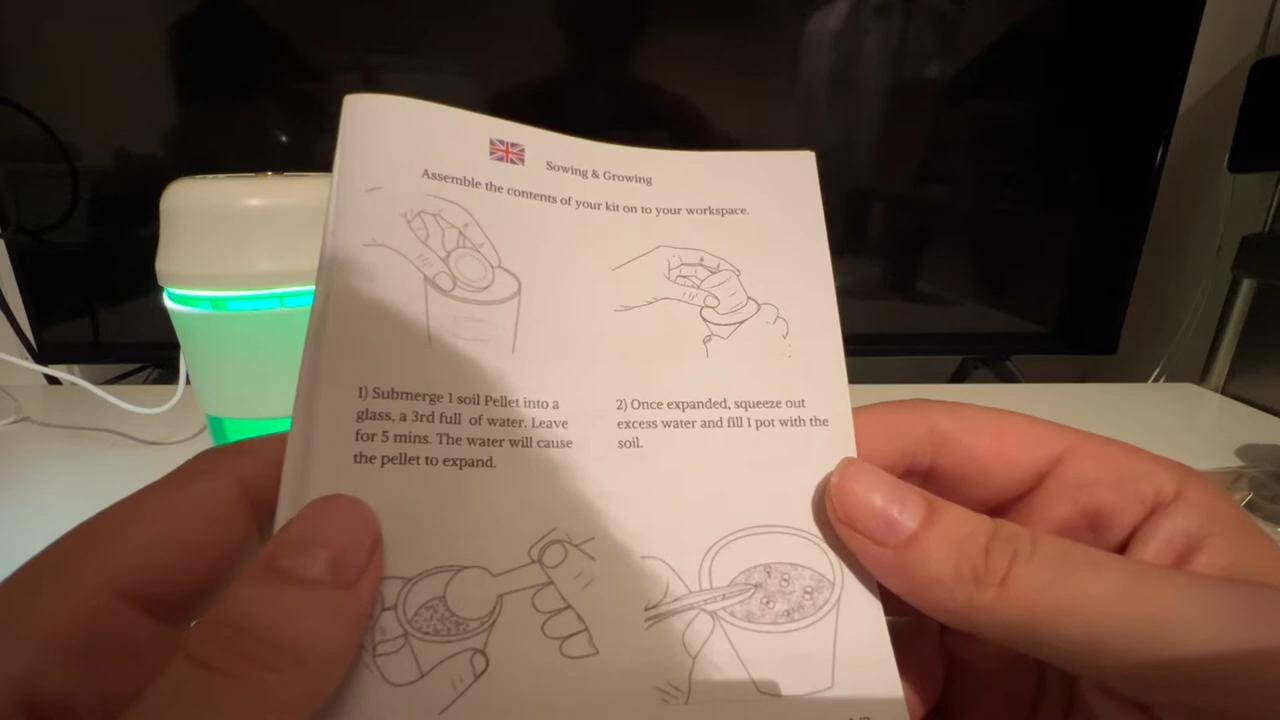 Sowing & Growing
Assemble the contents of your kit on to your workspace.
1) Submerge 1 soil Pellet into a
glass, a 3rd full of water. Leave
for 5 mins. The water will cause
the pellet to expand.
2) Once expanded, squeeze out
excess water and fill 1 pot with the
soil.